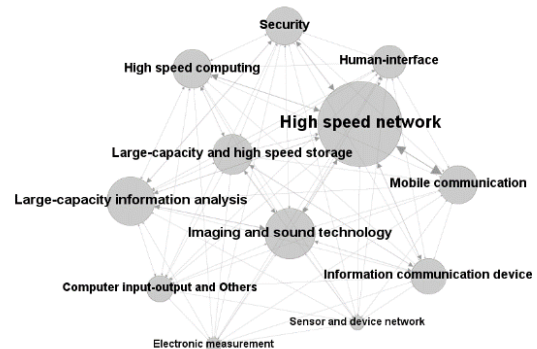 Security
Human-interface
High speed computing
High speed network
Large-capacity and high speed storage
Mobile communication
Large-capacity information analysis
Imaging and sound technology
Information communication device
Computer input-output and Others
Sensor and device network
Electronic measurement